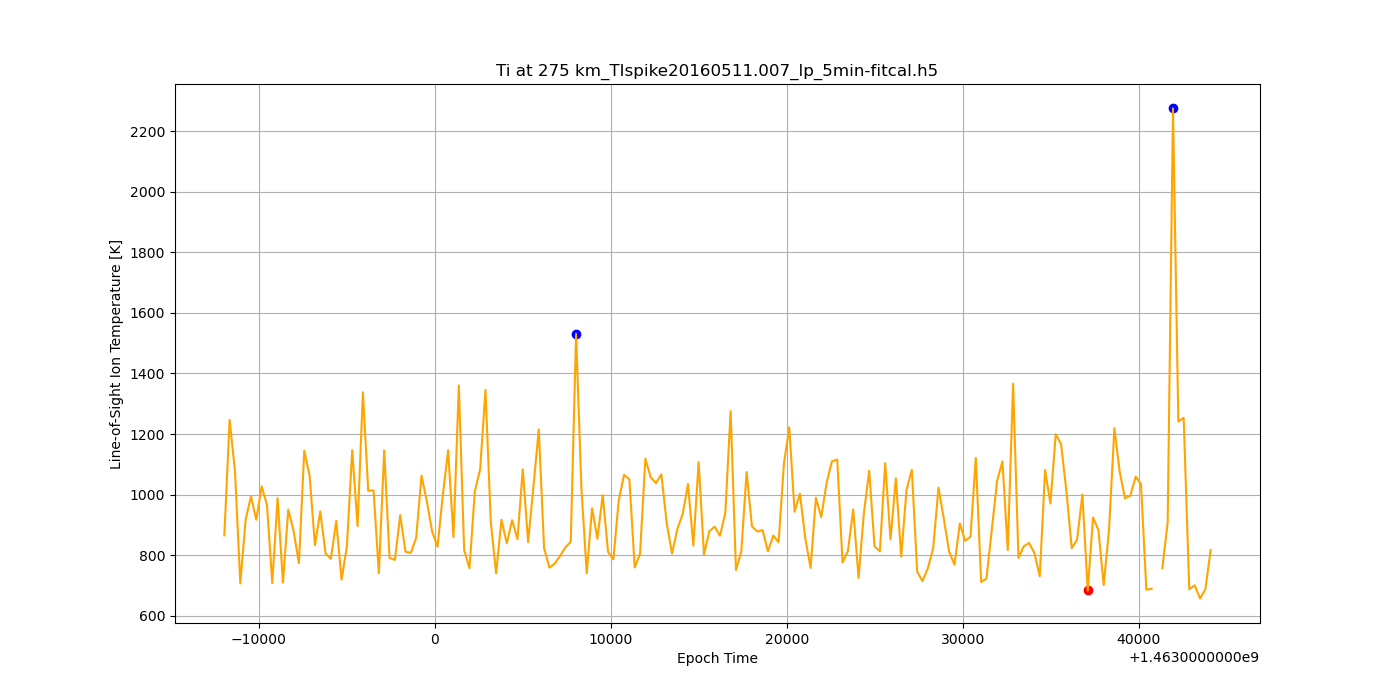 Ti at 275 km_TIspike20160511.007_lp_5min-fitcal.h5
Line-of-Sight Ion Temperature [K]
2200
2000
1800
1600
1400
1200
1000
800
600
−10000 0 10000 20000 30000 40000
Epoch Time
+1.4630000000e9